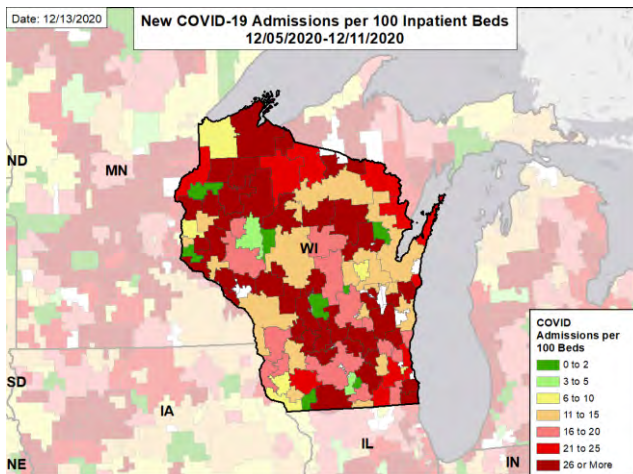 Date: 12/13/2020
New COVID-19 Admissions per 100 Inpatient Beds
12/05/2020-12/11/2020
ND
MN
WI
SD
IA
NE
IL
IN
COVID
Admissions per
100 Beds
0 to 2
3 to 5
6 to 10
11 to 15
16 to 20
21 to 25
26 or More